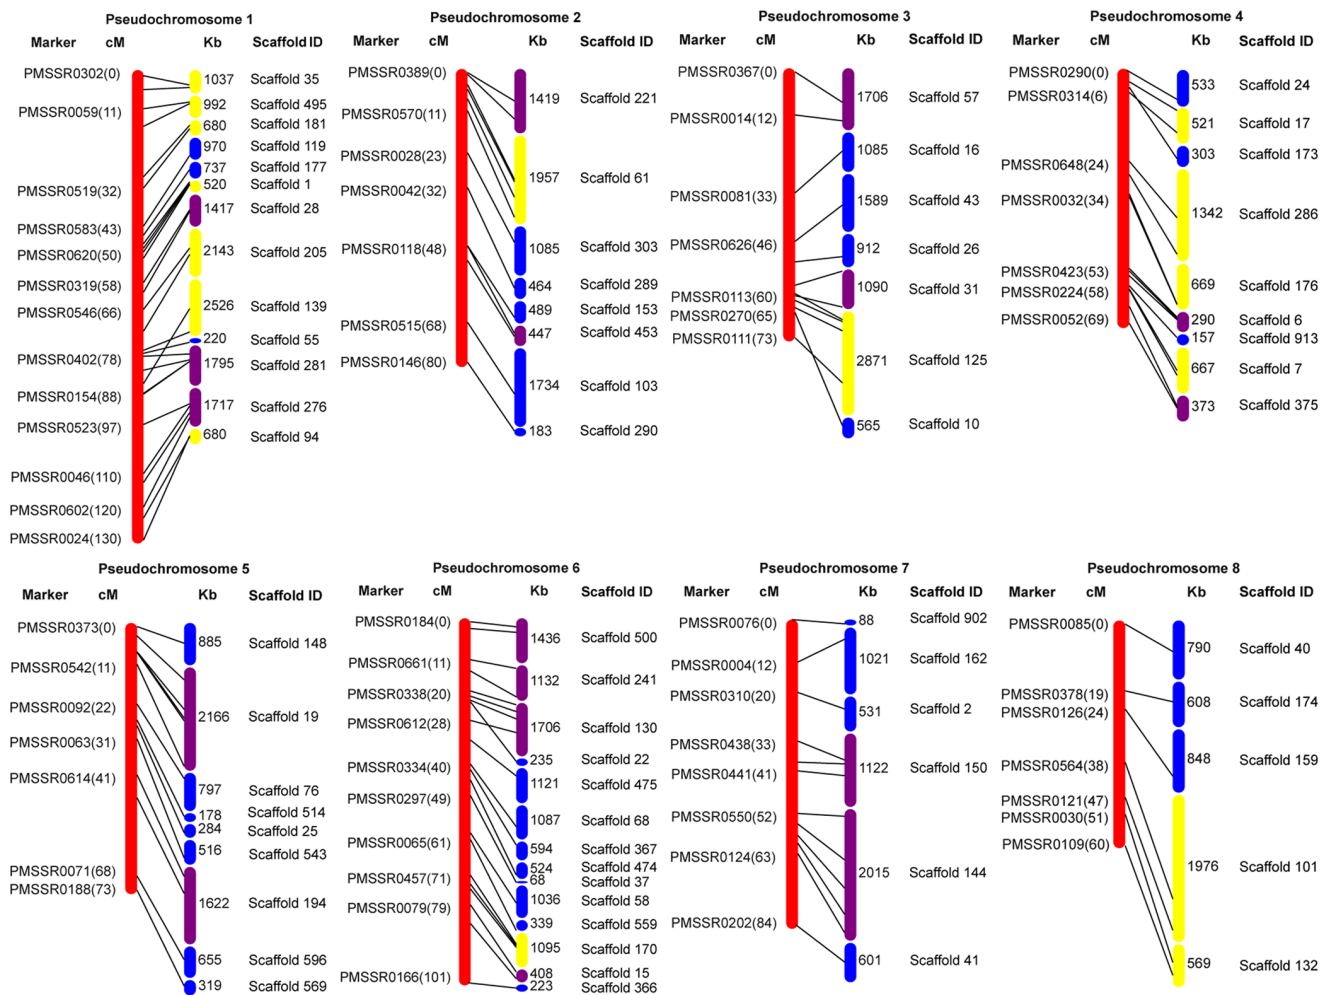 Pseudochromosome 1
Marker cM Kb Scaffold ID
PMSSR0302(0)
PMSSR0059(11)
PMSSR0519(32)
PMSSR0583(43)
PMSSR0620(50)
PMSSR0319(58)
PMSSR0546(66)
PMSSR0402(78)
PMSSR0154(88)
PMSSR0523(97)
PMSSR0046(110)
PMSSR0602(120)
PMSSR0024(130)
1037 Scaffold 35
992 Scaffold 495
680 Scaffold 181
970 Scaffold 119
737 Scaffold 177
520 Scaffold 1
1417 Scaffold 28
2143 Scaffold 205
2526 Scaffold 139
220 Scaffold 55
1795 Scaffold 281
1717 Scaffold 276
680 Scaffold 94
Pseudochromosome 2
Marker cM Kb Scaffold ID
PMSSR0389(0)
PMSSR0570(11)
PMSSR0028(23)
PMSSR0042(32)
PMSSR0118(48)
PMSSR0515(68)
PMSSR0146(80)
1419 Scaffold 221
1957 Scaffold 61
1085 Scaffold 303
464 Scaffold 289
489 Scaffold 153
447 Scaffold 453
1734 Scaffold 103
183 Scaffold 290
Pseudochromosome 3
Marker cM Kb Scaffold ID
PMSSR0367(0)
PMSSR0014(12)
PMSSR0081(33)
PMSSR0626(46)
PMSSR0113(60)
PMSSR0270(65)
PMSSR0111(73)
1706 Scaffold 57
1085 Scaffold 16
1589 Scaffold 43
912 Scaffold 26
1090 Scaffold 31
2871 Scaffold 125
565 Scaffold 10
Pseudochromosome 4
Marker cM Kb Scaffold ID
PMSSR0290(0)
PMSSR0314(6)
PMSSR0648(24)
PMSSR0032(34)
PMSSR0423(53)
PMSSR0224(58)
PMSSR0052(69)
533 Scaffold 24
521 Scaffold 17
303 Scaffold 173
1342 Scaffold 286
669 Scaffold 176
290 Scaffold 6
157 Scaffold 913
667 Scaffold 7
373 Scaffold 375
Pseudochromosome 5
Marker cM Kb Scaffold ID
PMSSR0373(0)
PMSSR0542(11)
PMSSR0092(22)
PMSSR0063(31)
PMSSR0614(41)
PMSSR0071(68)
PMSSR0188(73)
885 Scaffold 148
2166 Scaffold 19
797 Scaffold 76
178 Scaffold 514
284 Scaffold 25
516 Scaffold 543
1622 Scaffold 194
655 Scaffold 596
319 Scaffold 569
Pseudochromosome 6
Marker cM Kb Scaffold ID
PMSSR0184(0)
PMSSR0661(11)
PMSSR0338(20)
PMSSR0612(28)
PMSSR0334(40)
PMSSR0297(49)
PMSSR0065(61)
PMSSR0457(71)
PMSSR0079(79)
PMSSR0166(101)
1436 Scaffold 500
1132 Scaffold 241
1706 Scaffold 130
235 Scaffold 22
1121 Scaffold 475
1087 Scaffold 68
594 Scaffold 367
524 Scaffold 474
68 Scaffold 37
1036 Scaffold 58
339 Scaffold 559
1095 Scaffold 170
408 Scaffold 15
223 Scaffold 366
Pseudochromosome 7
Marker cM Kb Scaffold ID
PMSSR0076(0)
PMSSR0004(12)
PMSSR0310(20)
PMSSR0438(33)
PMSSR0441(41)
PMSSR0550(52)
PMSSR0124(63)
PMSSR0202(84)
88 Scaffold 902
1021 Scaffold 162
531 Scaffold 2
1122 Scaffold 150
2015 Scaffold 144
601 Scaffold 41
Pseudochromosome 8
Marker cM Kb Scaffold ID
PMSSR0085(0)
PMSSR0378(19)
PMSSR0126(24)
PMSSR0564(38)
PMSSR0121(47)
PMSSR0030(51)
PMSSR0109(60)
790 Scaffold 40
608 Scaffold 174
848 Scaffold 159
1976 Scaffold 101
569 Scaffold 132